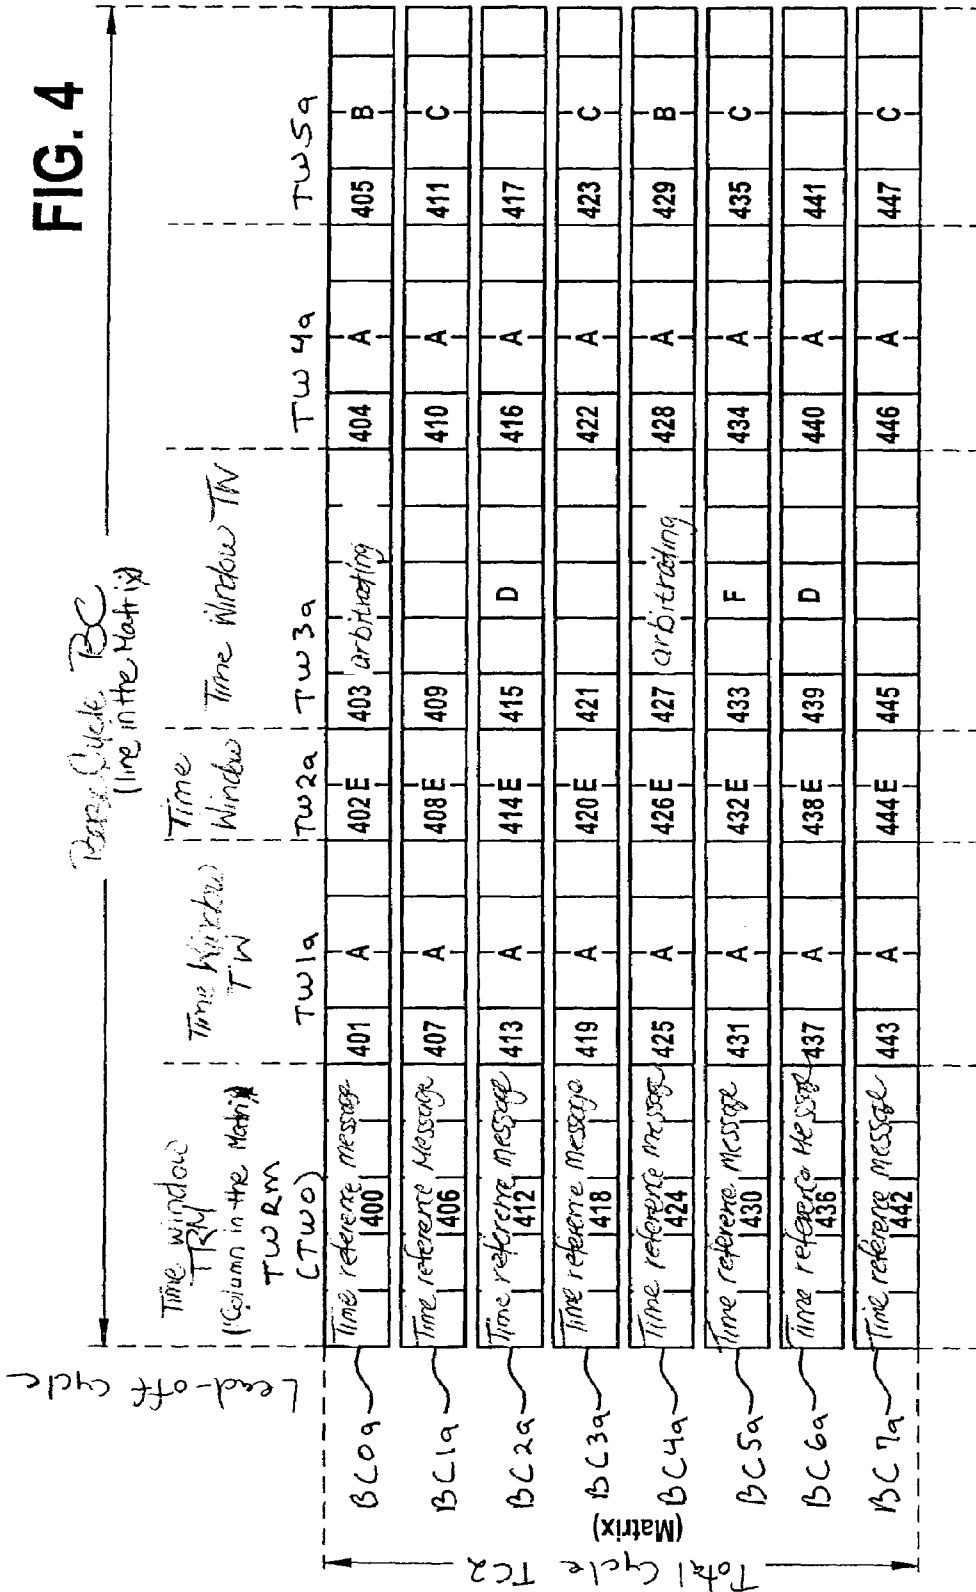 FIG. 4
Basic Cycle BC
(line in the Matrix)
Lead-off Cycle
Time window
TRM
(Column in the Matrix)
TWRM
(TW0)
Time Window
TW
TW1a
Time
Window
TW2a
Time Window TW
TW3a
TW4a
TW5a
BC0a Time reference message 400 401 A 402 E 403 arbitrating 404 A 405 B
BC1a Time reference Message 406 407 A 408 E 409 410 A 411 C
BC2a Time reference message 412 413 A 414 E 415 D 416 A 417
BC3a Time reference message 418 419 A 420 E 421 422 A 423 C
BC4a Time reference message 424 425 A 426 E 427 arbitrating 428 A 429 B
BC5a Time reference message 430 431 A 432 E 433 F 434 A 435 C
BC6a Time reference Message 436 437 A 438 E 439 D 440 A 441
BC7a Time reference message 442 443 A 444 E 445 446 A 447 C
Total Cycle TC2
(Matrix)